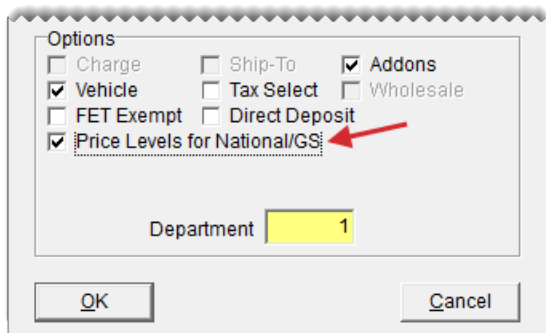 Options
Charge Ship-To Addons
Vehicle Tax Select Wholesale
FET Exempt Direct Deposit
Price Levels for National/GS
Department 1
OK Cancel